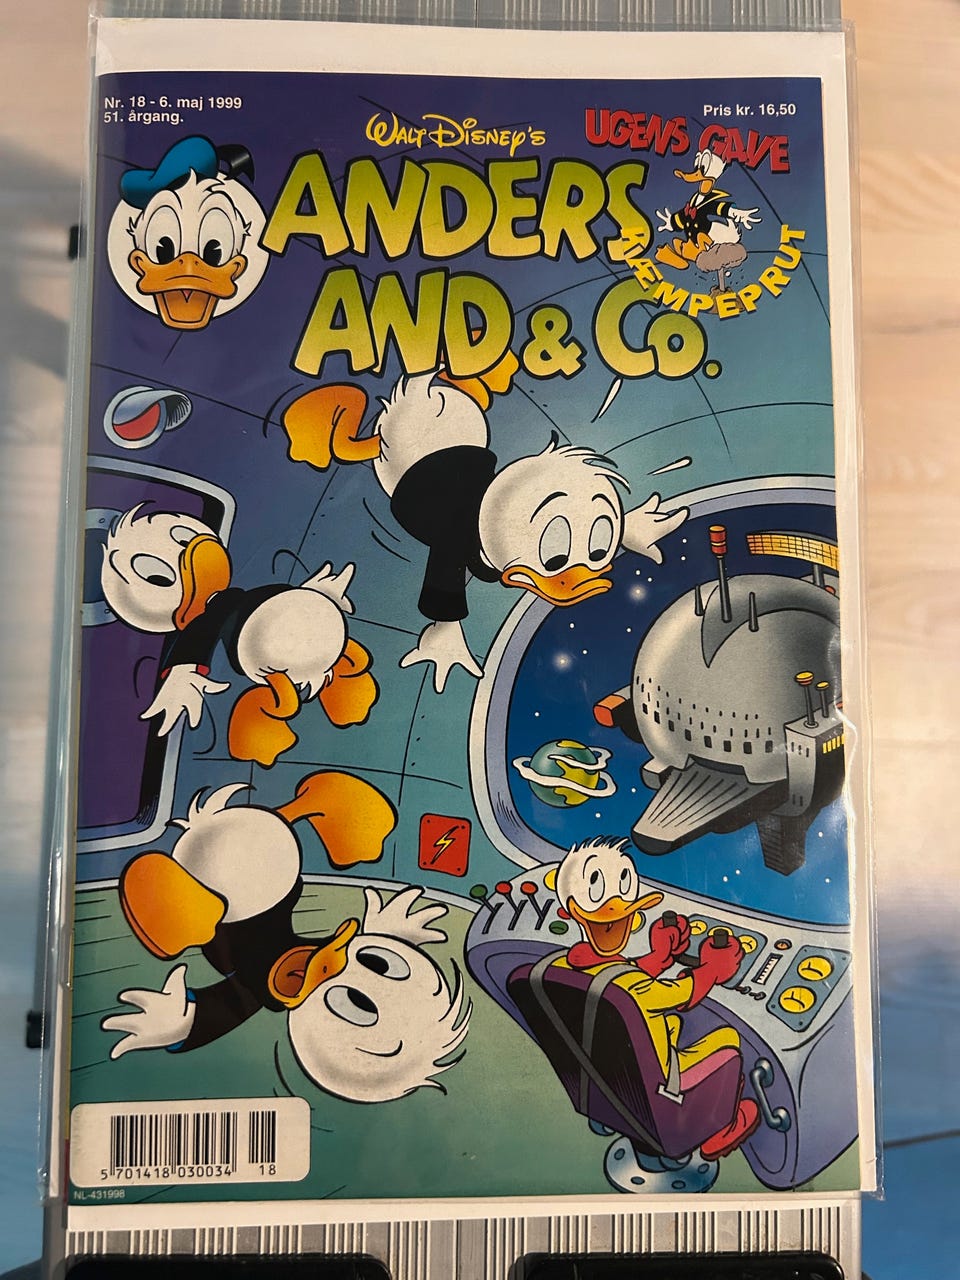 Nr. 18 - 6. maj 1999
51. årgang.
Pris kr. 16,50
WALT DISNEY'S
UGENS GAVE
ANDERS
AND & Co.
KÆMPEPRUT
5 701418 030034 18
NL-431998